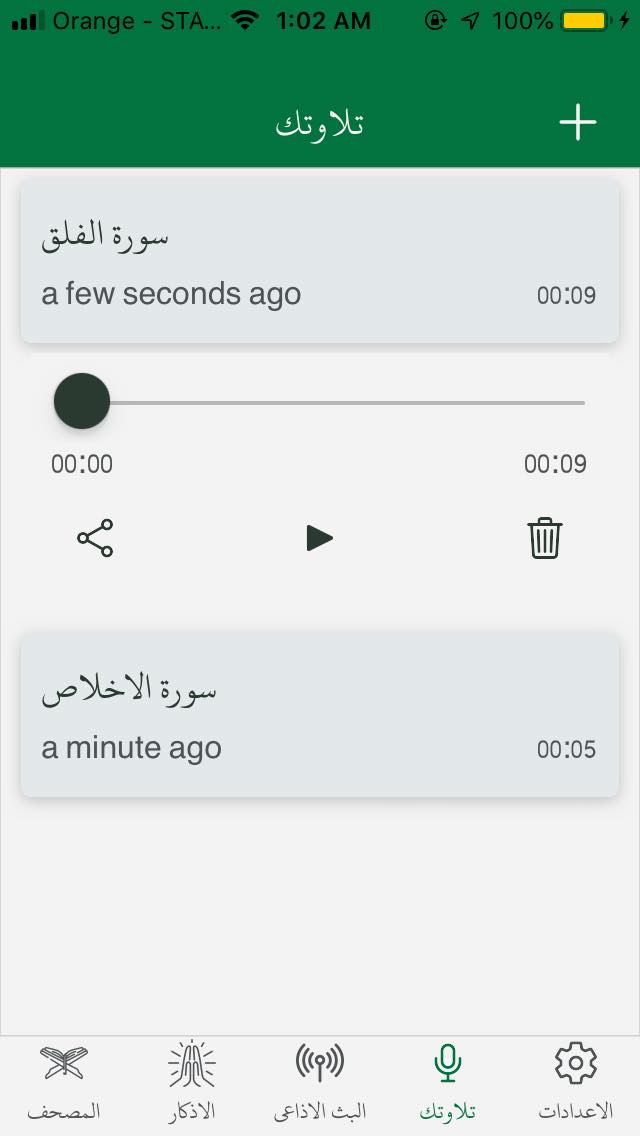 Orange - STA... 1:02 AM 100%
تلاوتك
سورة الفلق
a few seconds ago 00:09
00:00 00:09
سورة الاخلاص
a minute ago 00:05
المصحف الاذكار البث الاذاعى تلاوتك الاعدادات